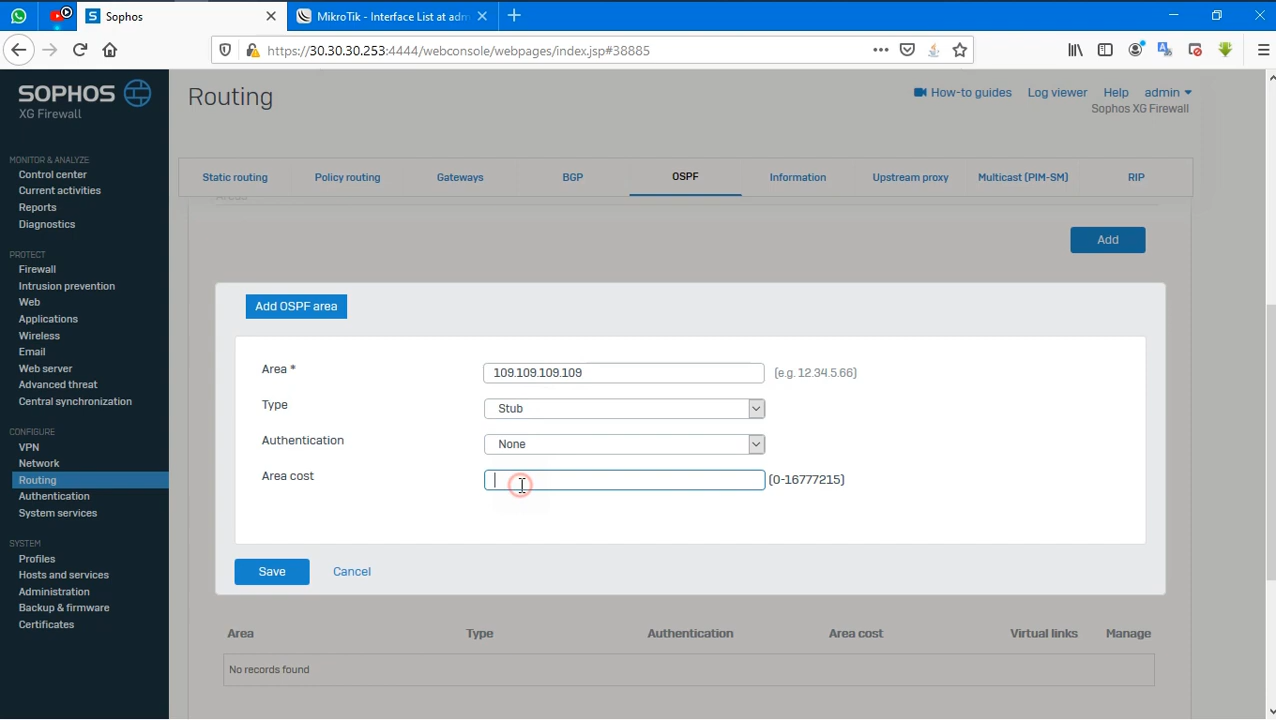 Sophos
MikroTik - Interface List at adm
https://30.30.30.253:4444/webconsole/webpages/index.jsp#38885
SOPHOS
XG Firewall
MONITOR & ANALYZE
Control center
Current activities
Reports
Diagnostics
PROTECT
Firewall
Intrusion prevention
Web
Applications
Wireless
Email
Web server
Advanced threat
Central synchronization
CONFIGURE
VPN
Network
Routing
Authentication
System services
SYSTEM
Profiles
Hosts and services
Administration
Backup & firmware
Certificates
Routing
How-to guides Log viewer Help admin
Sophos XG Firewall
Static routing Policy routing Gateways BGP OSPF Information Upstream proxy Multicast (PIM-SM) RIP
Areas
Add
Add OSPF area
Area * 109.109.109.109 (e.g. 12.34.5.66)
Type Stub
Authentication None
Area cost (0-16777215)
Save Cancel
Area Type Authentication Area cost Virtual links Manage
No records found